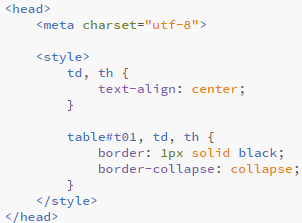 <head>
    <meta charset="utf-8">

    <style>
        td, th {
            text-align: center;
        }

        table#t01, td, th {
            border: 1px solid black;
            border-collapse: collapse;
        }
    </style>
</head>